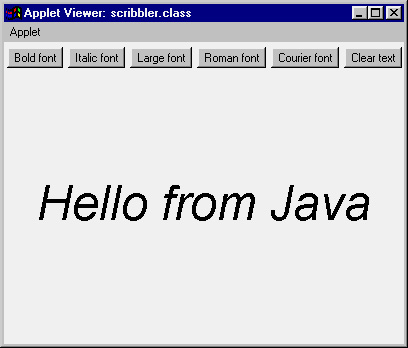 Applet Viewer: scribbler.class
Applet
Bold font Italic font Large font Roman font Courier font Clear text
Hello from Java